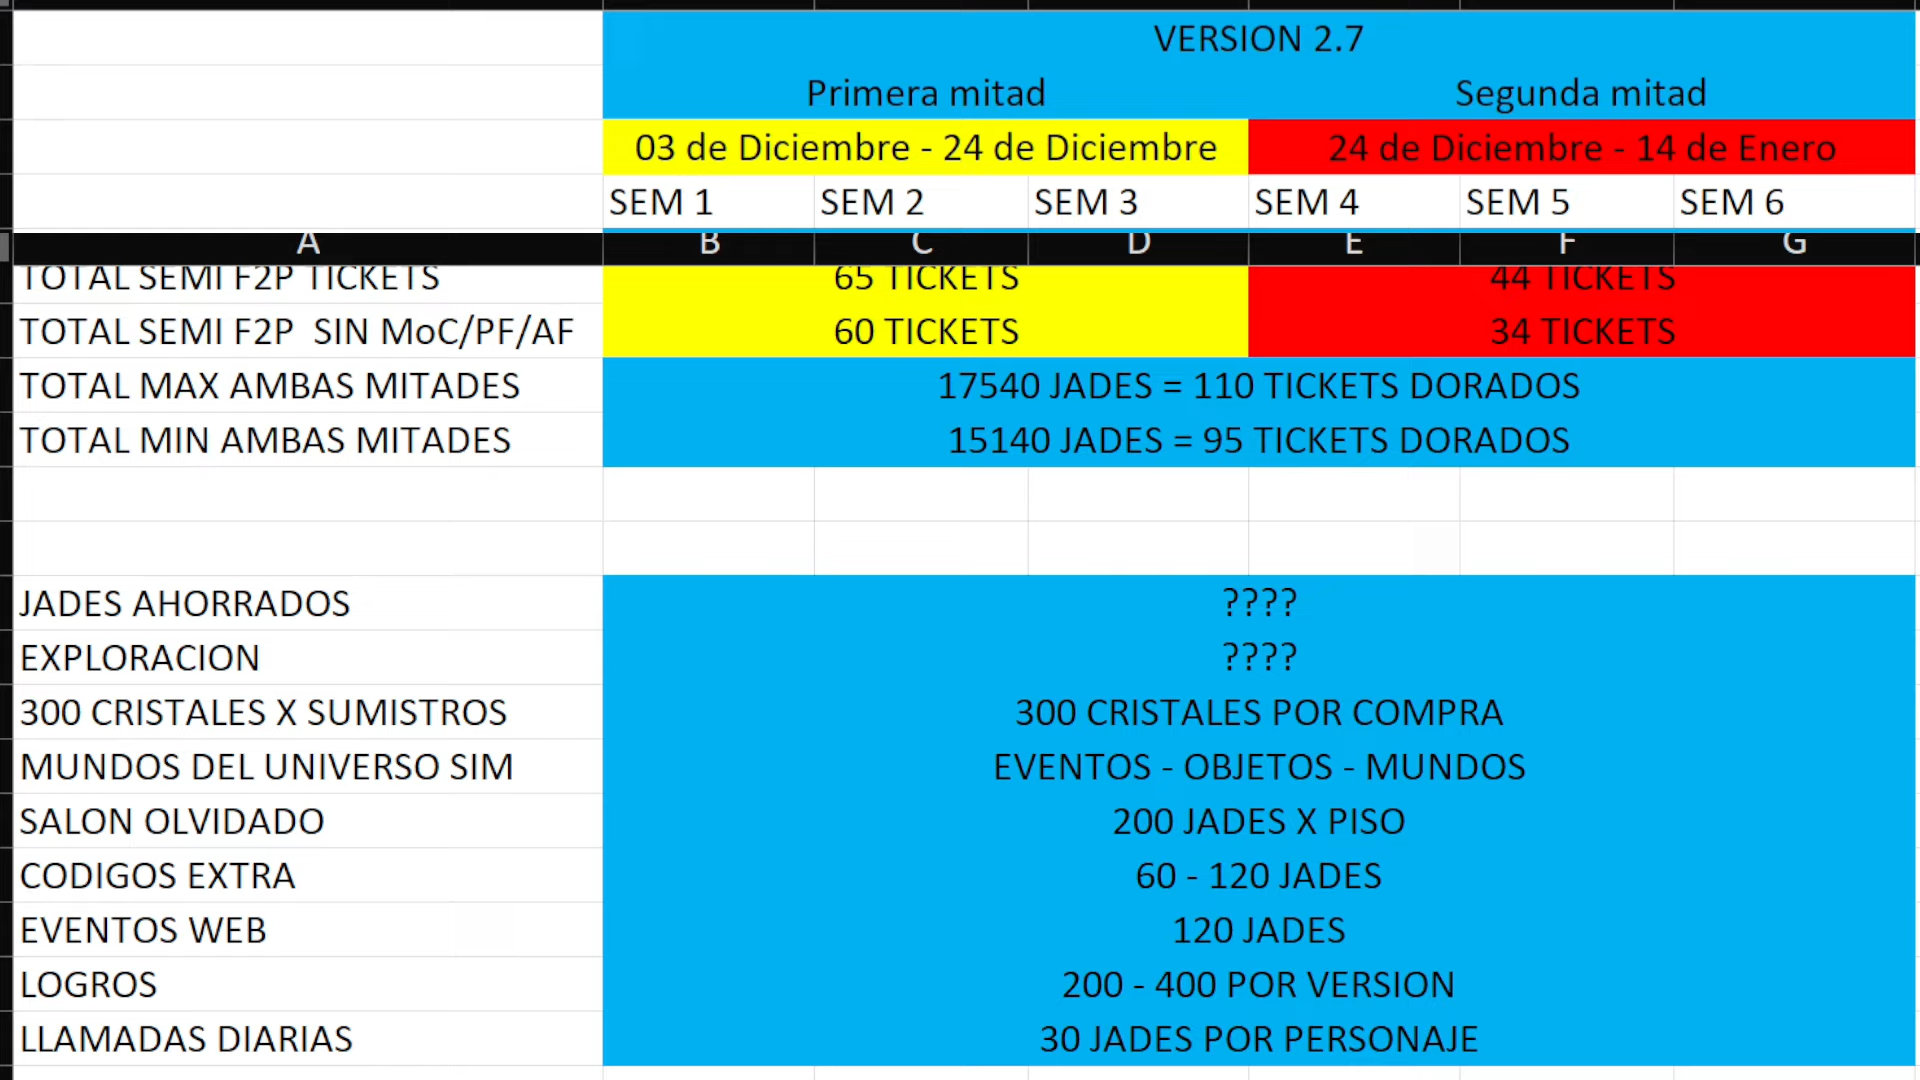 VERSION 2.7
Primera mitad Segunda mitad
03 de Diciembre - 24 de Diciembre 24 de Diciembre - 14 de Enero
SEM 1 SEM 2 SEM 3 SEM 4 SEM 5 SEM 6
A B C D E F G
TOTAL SEMI F2P TICKETS 65 TICKETS 44 TICKETS
TOTAL SEMI F2P  SIN MoC/PF/AF 60 TICKETS 34 TICKETS
TOTAL MAX AMBAS MITADES 17540 JADES = 110 TICKETS DORADOS
TOTAL MIN AMBAS MITADES 15140 JADES = 95 TICKETS DORADOS
JADES AHORRADOS ????
EXPLORACION ????
300 CRISTALES X SUMISTROS 300 CRISTALES POR COMPRA
MUNDOS DEL UNIVERSO SIM EVENTOS - OBJETOS - MUNDOS
SALON OLVIDADO 200 JADES X PISO
CODIGOS EXTRA 60 - 120 JADES
EVENTOS WEB 120 JADES
LOGROS 200 - 400 POR VERSION
LLAMADAS DIARIAS 30 JADES POR PERSONAJE